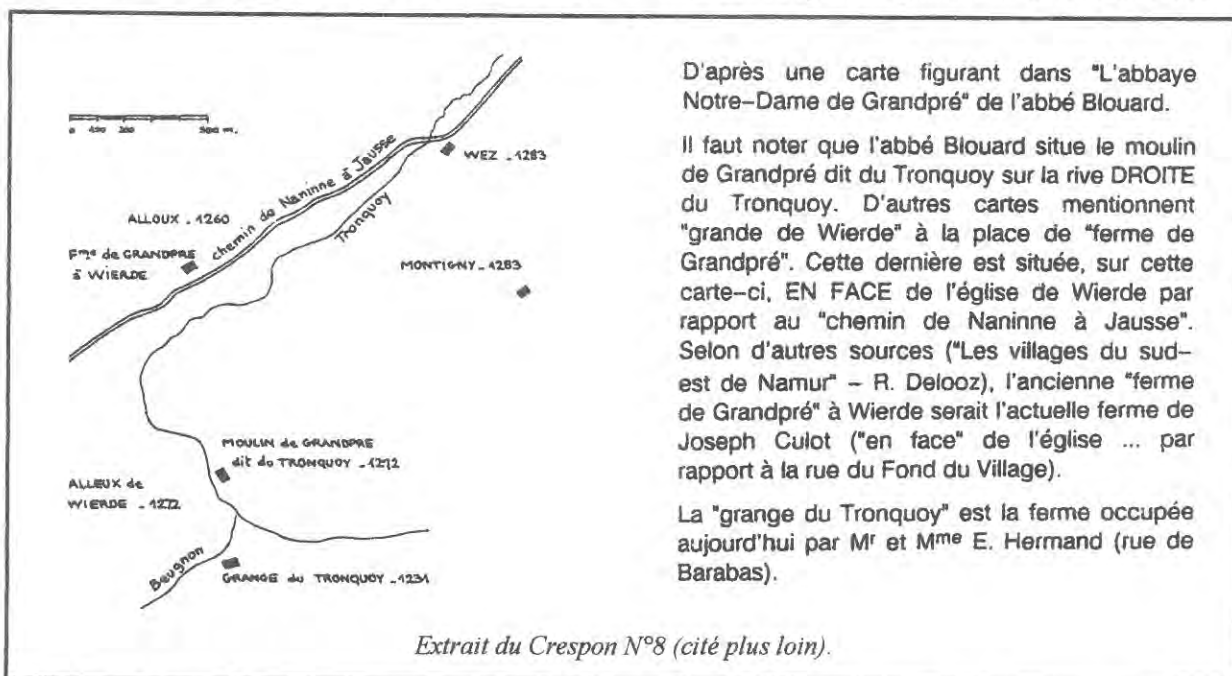 0 100 200 500 m.
chemin de Naninne à Jausse
WEZ - 1283
ALLOUX - 1260
Tronquoy
Fme de GRANDPRE
à WIERDE
MONTIGNY - 1283
MOULIN de GRANDPRE
dit du TRONQUOY - 1272
ALLEUX de
WIERDE - 1272
Beugnon
GRANGE du TRONQUOY - 1231
D'après une carte figurant dans "L'abbaye
Notre–Dame de Grandpré" de l'abbé Blouard.
Il faut noter que l'abbé Blouard situe le moulin
de Grandpré dit du Tronquoy sur la rive DROITE
du Tronquoy. D'autres cartes mentionnent
"grande de Wierde" à la place de "ferme de
Grandpré". Cette dernière est située, sur cette
carte–ci, EN FACE de l'église de Wierde par
rapport au "chemin de Naninne à Jausse".
Selon d'autres sources ("Les villages du sud–
est de Namur" – R. Delooz), l'ancienne "ferme
de Grandpré" à Wierde serait l'actuelle ferme de
Joseph Culot ("en face" de l'église ... par
rapport à la rue du Fond du Village).
La "grange du Tronquoy" est la ferme occupée
aujourd'hui par Mr et Mme E. Hermand (rue de
Barabas).
Extrait du Crespon N°8 (cité plus loin).